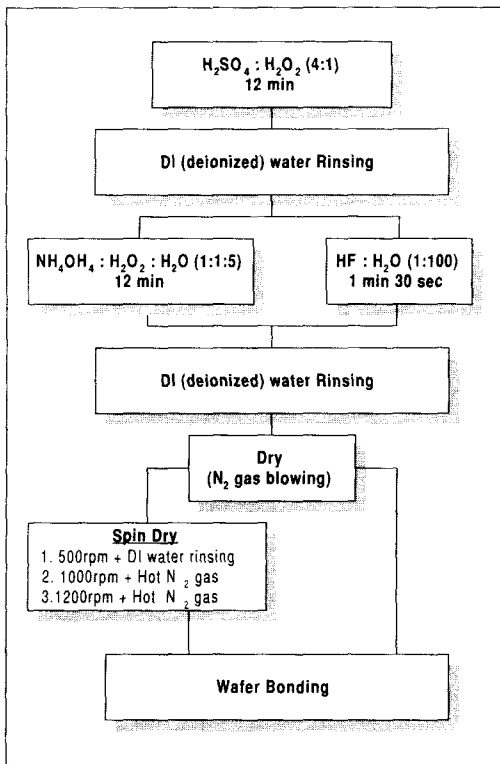 H₂SO₄ : H₂O₂ (4:1)
12 min
DI (deionized) water Rinsing
NH₄OH₄ : H₂O₂ : H₂O (1:1:5)
12 min
HF : H₂O (1:100)
1 min 30 sec
DI (deionized) water Rinsing
Dry
(N₂ gas blowing)
Spin Dry
1. 500rpm + DI water rinsing
2. 1000rpm + Hot N₂ gas
3.1200rpm + Hot N₂ gas
Wafer Bonding